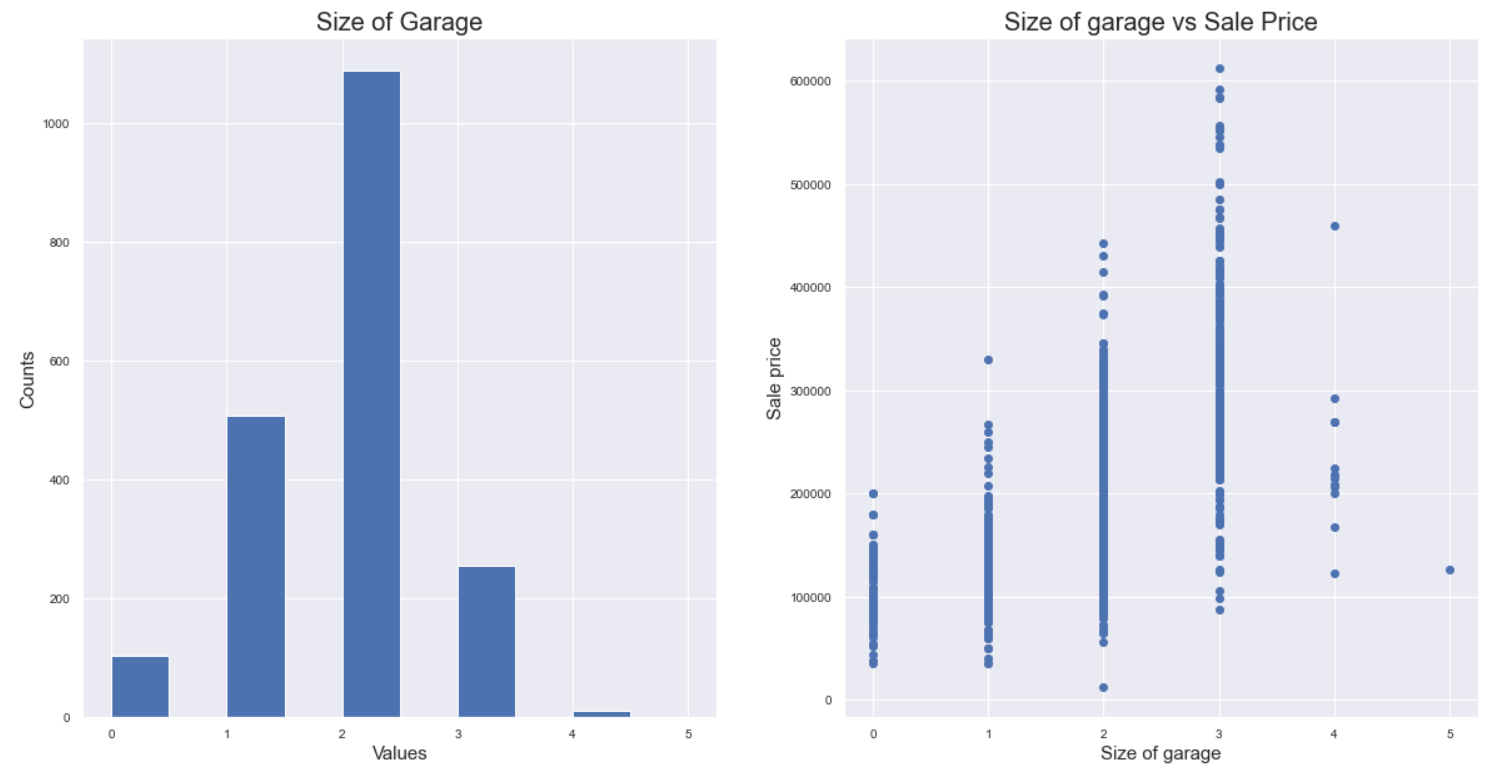 Size of Garage
1000
800
600
400
200
0
Counts
0 1 2 3 4 5
Values
Size of garage vs Sale Price
600000
500000
400000
300000
200000
100000
0
Sale price
0 1 2 3 4 5
Size of garage